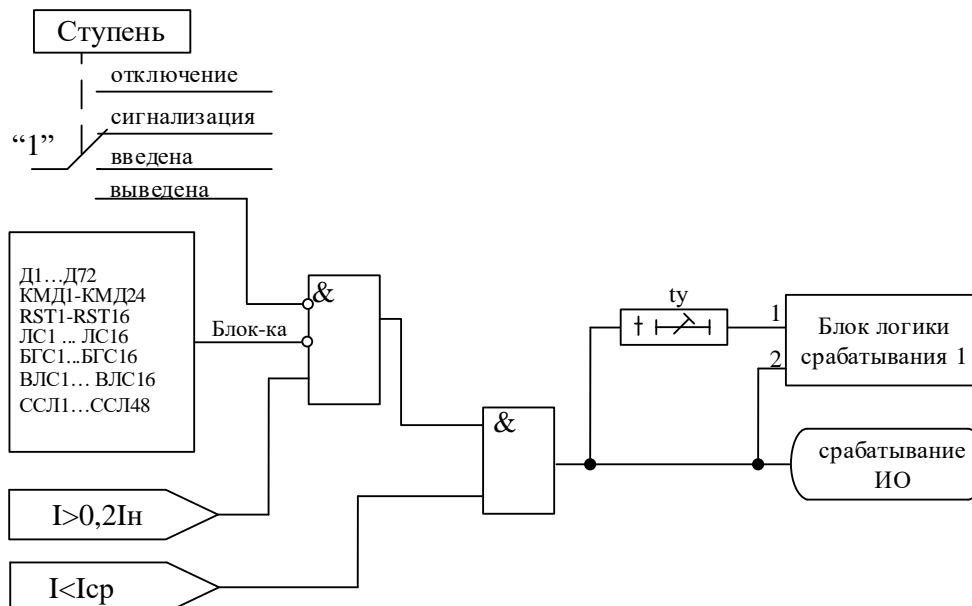 Ступень
отключение
сигнализация
“1”
введена
выведена
Д1...Д72
КМД1-КМД24
RST1-RST16
ЛС1 ... ЛС16
БГС1...БГС16
ВЛС1... ВЛС16
ССЛ1...ССЛ48
Блок-ка
&
I>0,2Iн
I<Iср
&
tу
1
2
Блок логики
срабатывания 1
срабатывание
ИО